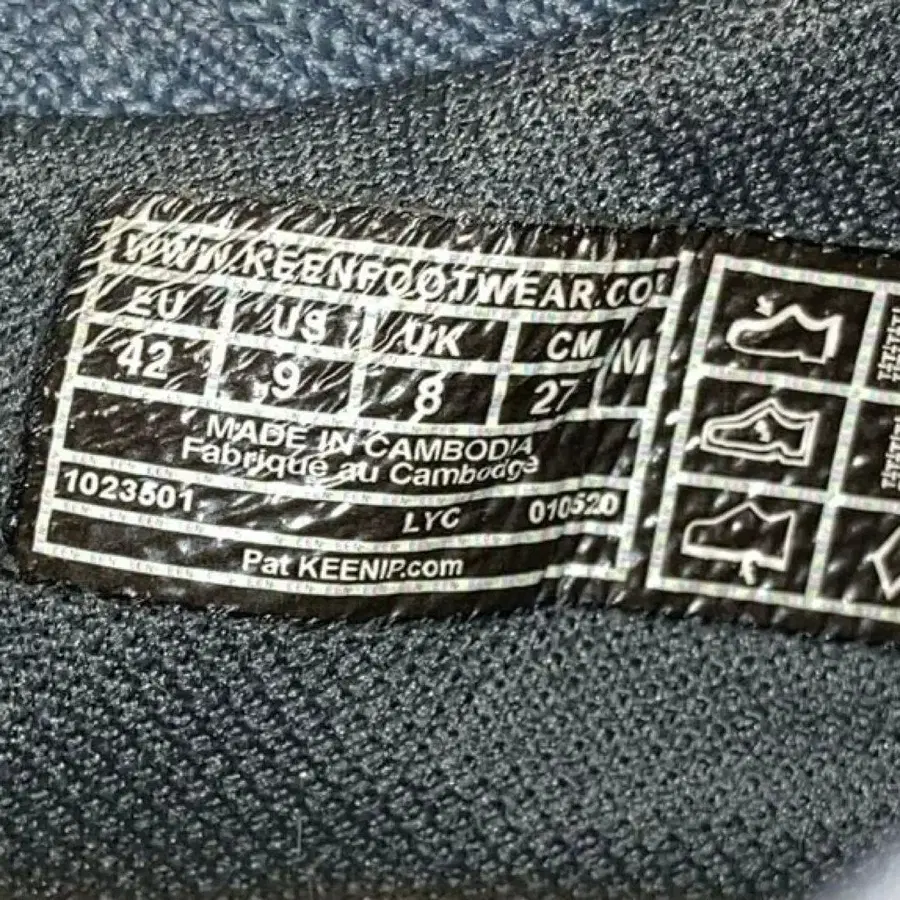 WWW.KEENFOOTWEAR.CO
EU US UK CM M
42 9 8 27
MADE IN CAMBODIA
Fabriqué au Cambodge
1023501 LYC 010520
Pat KEENIP.com